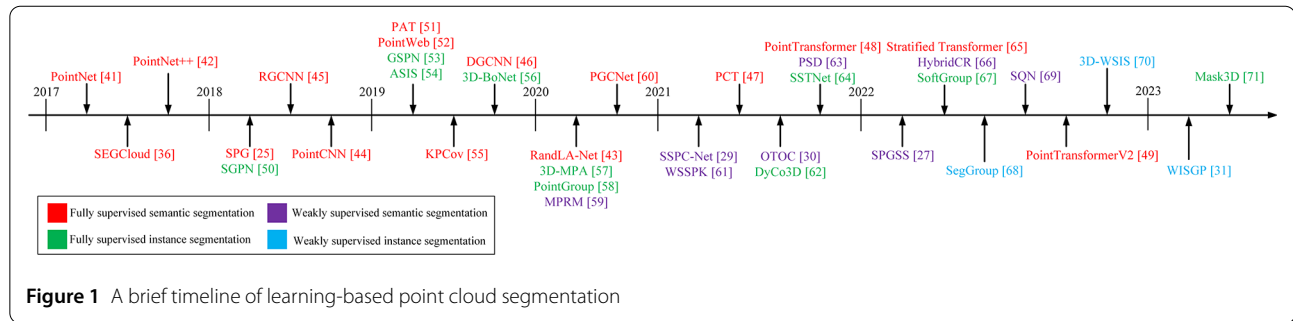 PAT [51]
PointWeb [52]
GSPN [53]
ASIS [54]
PointNet [41]
PointNet++ [42]
RGCNN [45]
DGCNN [46]
3D-BoNet [56]
PGCNet [60]
PCT [47]
PointTransformer [48]
PSD [63]
SSTNet [64]
Stratified Transformer [65]
HybridCR [66]
SoftGroup [67]
SQN [69]
3D-WSIS [70]
Mask3D [71]
2017 2018 2019 2020 2021 2022 2023
SEGCloud [36]
SPG [25]
SGPN [50]
PointCNN [44]
KPCov [55]
RandLA-Net [43]
3D-MPA [57]
PointGroup [58]
MPRM [59]
SSPC-Net [29]
WSSPK [61]
OTOC [30]
DyCo3D [62]
SPGSS [27]
SegGroup [68]
PointTransformerV2 [49]
WISGP [31]
Fully supervised semantic segmentation
Weakly supervised semantic segmentation
Fully supervised instance segmentation
Weakly supervised instance segmentation
Figure 1 A brief timeline of learning-based point cloud segmentation